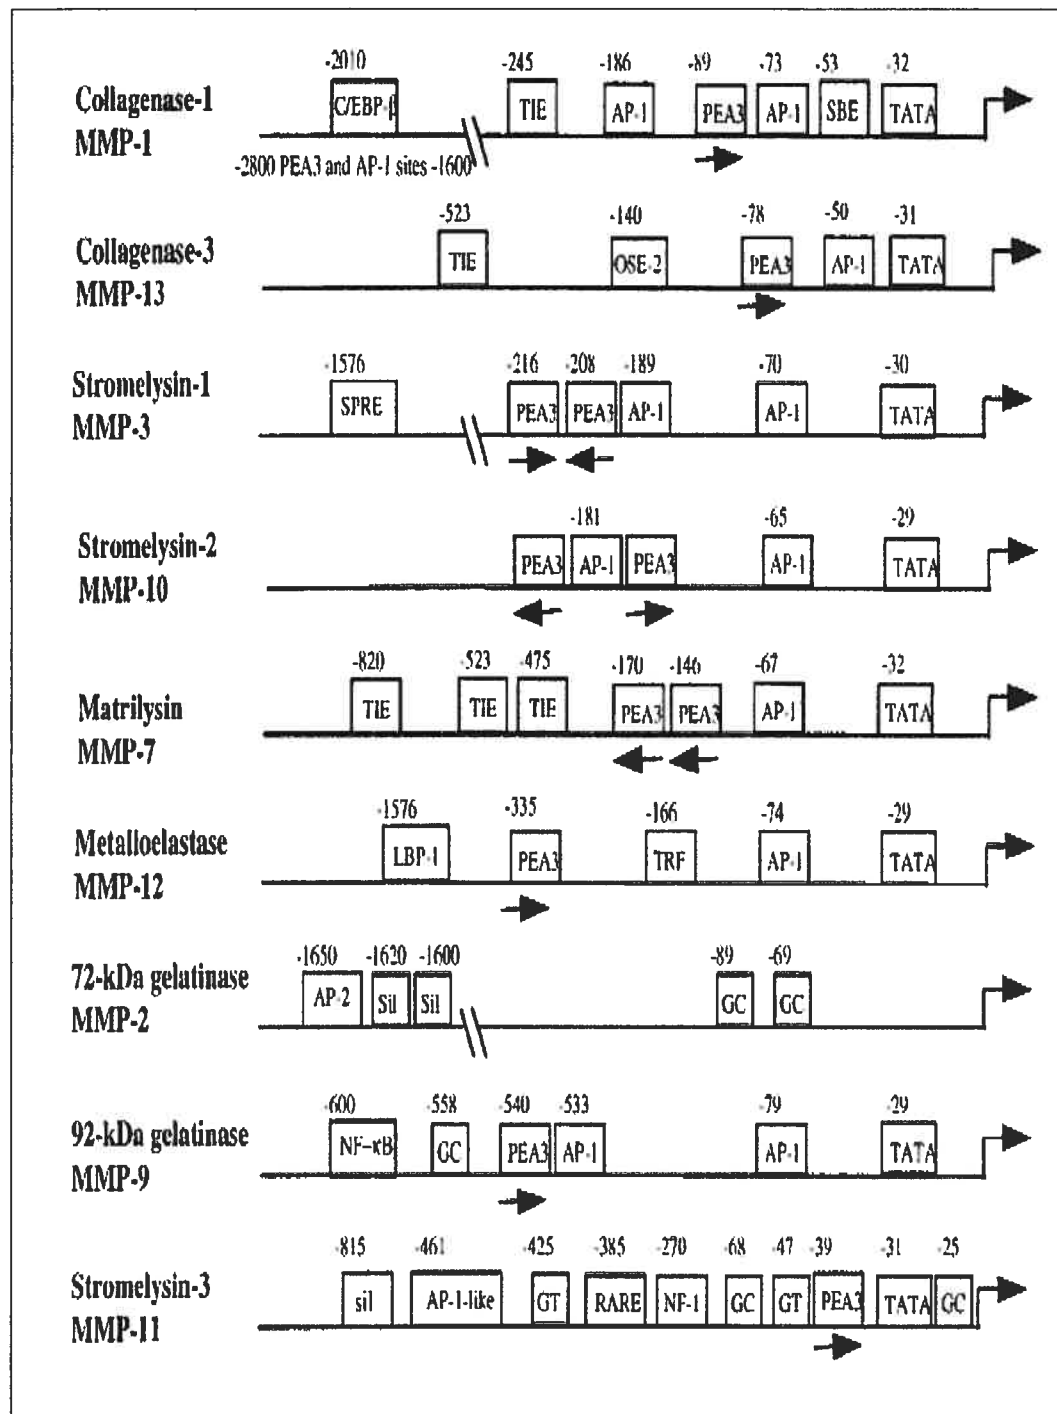 -2010 -245 -186 -89 -73 -53 -32
Collagenase-1 C/EBP-β TIE AP-1 PEA3 AP-1 SBE TATA
MMP-1
-2800 PEA3 and AP-1 sites -1600
-523 -140 -78 -50 -31
Collagenase-3 TIE OSE-2 PEA3 AP-1 TATA
MMP-13
-1576 -216 -208 -189 -70 -30
Stromelysin-1 SPRE PEA3 PEA3 AP-1 AP-1 TATA
MMP-3
-181 -65 -29
Stromelysin-2 PEA3 AP-1 PEA3 AP-1 TATA
MMP-10
-820 -523 -475 -170 -146 -67 -32
Matrilysin TIE TIE TIE PEA3 PEA3 AP-1 TATA
MMP-7
-1576 -335 -166 -74 -29
Metalloelastase LBP-1 PEA3 TRF AP-1 TATA
MMP-12
-1650 -1620 -1600 -89 -69
72-kDa gelatinase AP-2 Sil Sil GC GC
MMP-2
-600 -558 -540 -533 -79 -29
92-kDa gelatinase NF-κB GC PEA3 AP-1 AP-1 TATA
MMP-9
-815 -461 -425 -385 -270 -68 -47 -39 -31 -25
Stromelysin-3 sil AP-1-like GT RARE NF-1 GC GT PEA3 TATA GC
MMP-11